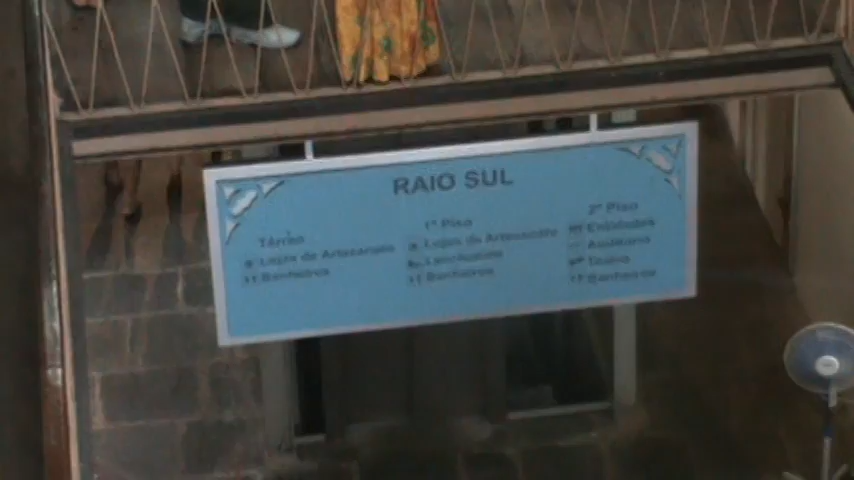 RAIO SUL
Térreo
Lojas de Artesanato
Banheiros
1º Piso
Lojas de Artesanato
Lanchonete
Banheiros
2º Piso
Entidades
Auditório
Teatro
Banheiros